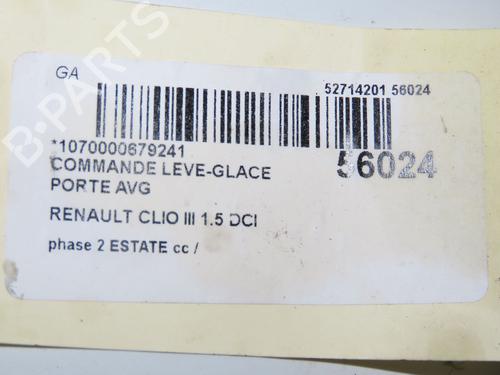 GA
52714201 56024
*1070000679241
COMMANDE LEVE-GLACE
56024
PORTE AVG
RENAULT CLIO III 1.5 DCI
phase 2 ESTATE cc /
B-PARTS